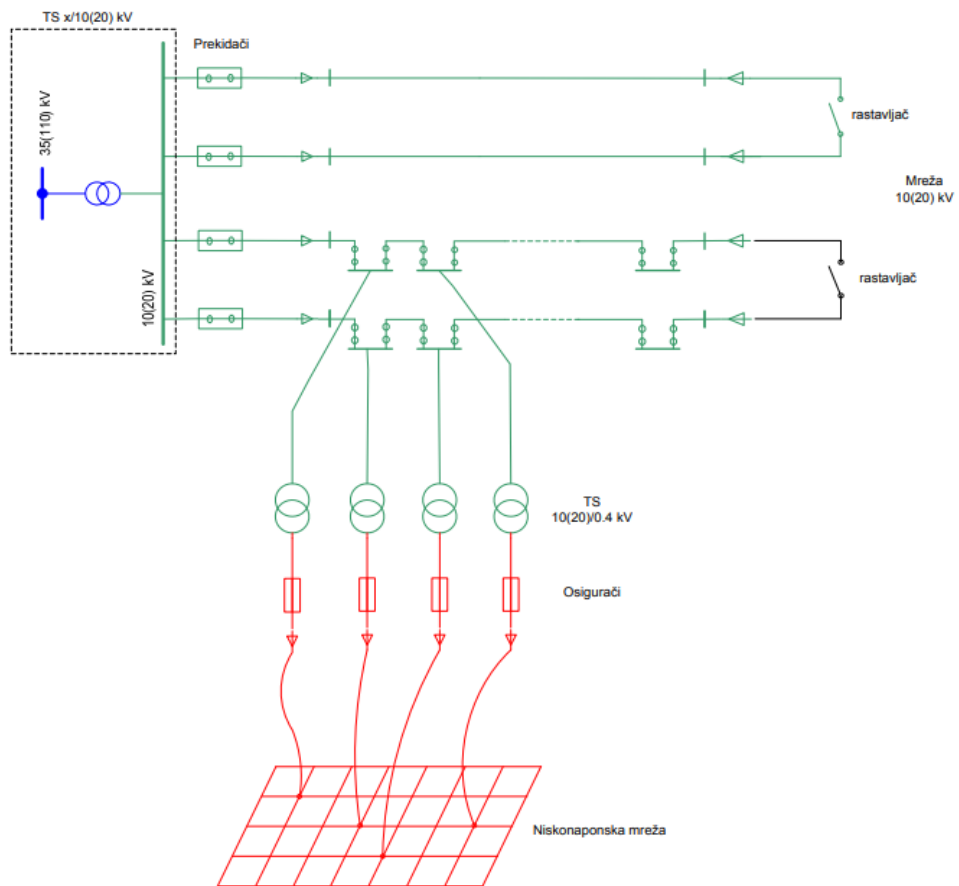 TS x/10(20) kV
Prekidači
35(110) kV
rastavljač
Mreža
10(20) kV
10(20) kV
rastavljač
TS
10(20)/0.4 kV
Osigurači
Niskonaponska mreža